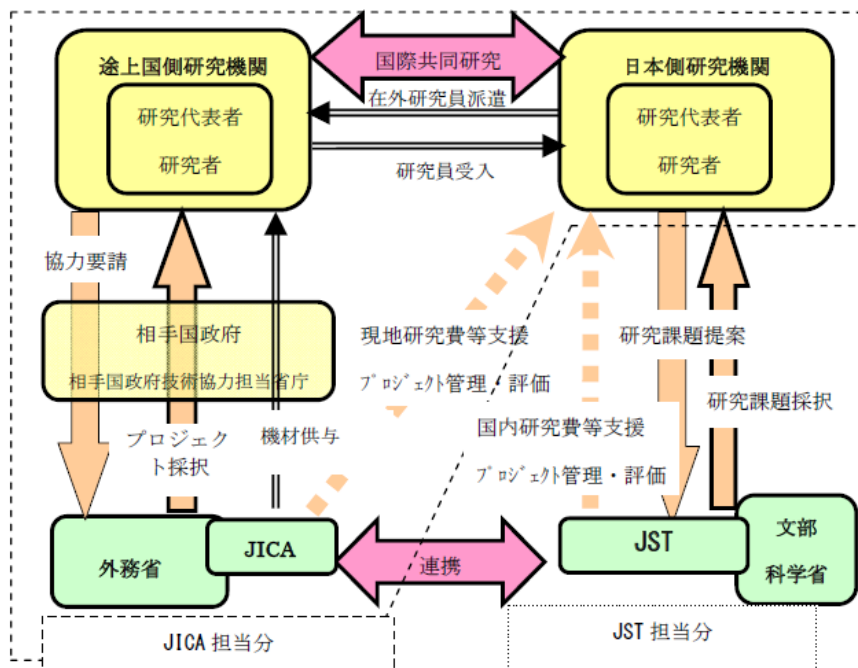 途上国側研究機関
研究代表者
研究者
国際共同研究
在外研究員派遣
研究員受入
日本側研究機関
研究代表者
研究者
協力要請
相手国政府
相手国政府技術協力担当省庁
プロジェク
ト採択
機材供与
現地研究費等支援
ﾌﾟﾛｼﾞｪｸﾄ管理・評価
国内研究費等支援
ﾌﾟﾛｼﾞｪｸﾄ管理・評価
研究課題提案
研究課題採択
外務省
JICA
連携
JST
文部
科学省
JICA 担当分
JST 担当分